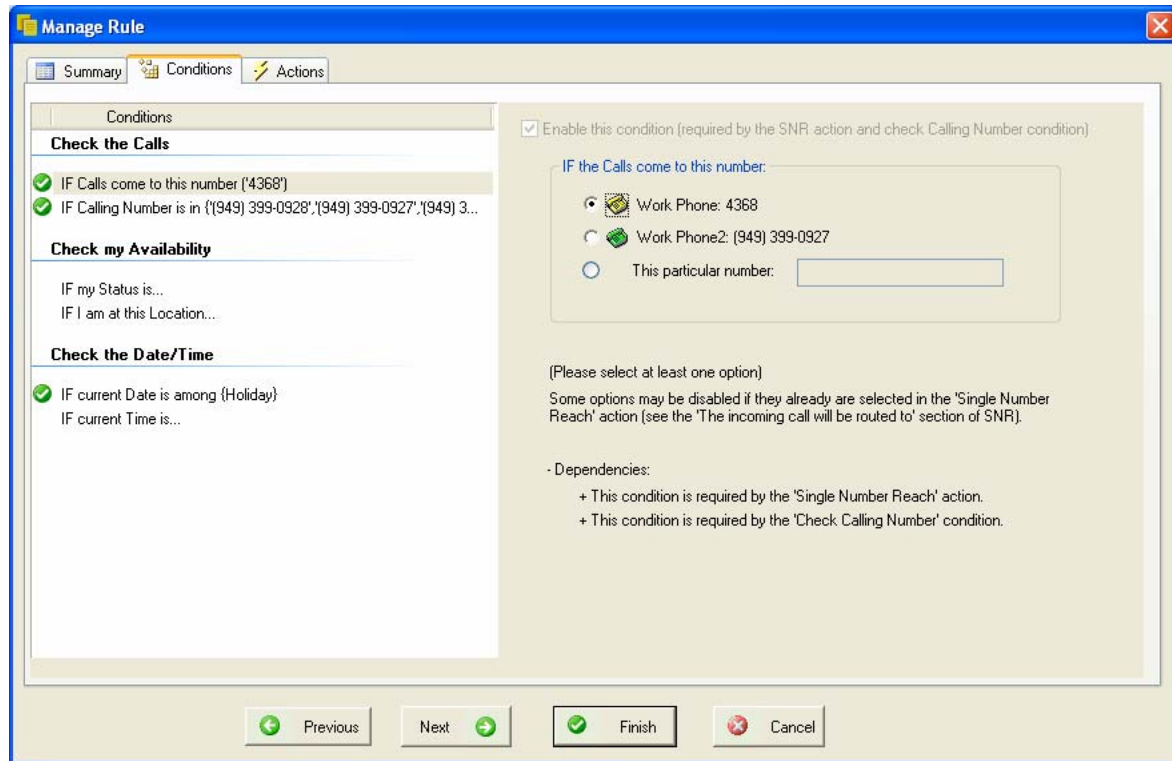 Manage Rule
Summary
Conditions
Actions
Conditions
Check the Calls
IF Calls come to this number ('4368')
IF Calling Number is in {'(949) 399-0928','(949) 399-0927','(949) 3...
Check my Availability
IF my Status is...
IF I am at this Location...
Check the Date/Time
IF current Date is among {Holiday}
IF current Time is...
Enable this condition (required by the SNR action and check Calling Number condition)
IF the Calls come to this number:
Work Phone: 4368
Work Phone2: (949) 399-0927
This particular number:
(Please select at least one option)
Some options may be disabled if they already are selected in the 'Single Number
Reach' action (see the 'The incoming call will be routed to' section of SNR).
- Dependencies:
+ This condition is required by the 'Single Number Reach' action.
+ This condition is required by the 'Check Calling Number' condition.
Previous
Next
Finish
Cancel